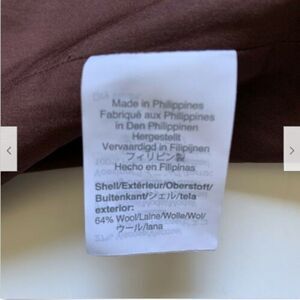 Made in Philippines
Fabriqué aux Philippines
in Den Philippinen
Hergestellt
Vervaardigd in Filipijnen
フィリピン製
Hecho en Filipinas
Shell/Extérieur/Oberstoff/
Buitenkant/シェル/tela
exterior:
64% Wool/Laine/Wolle/Wol/
ウール/lana